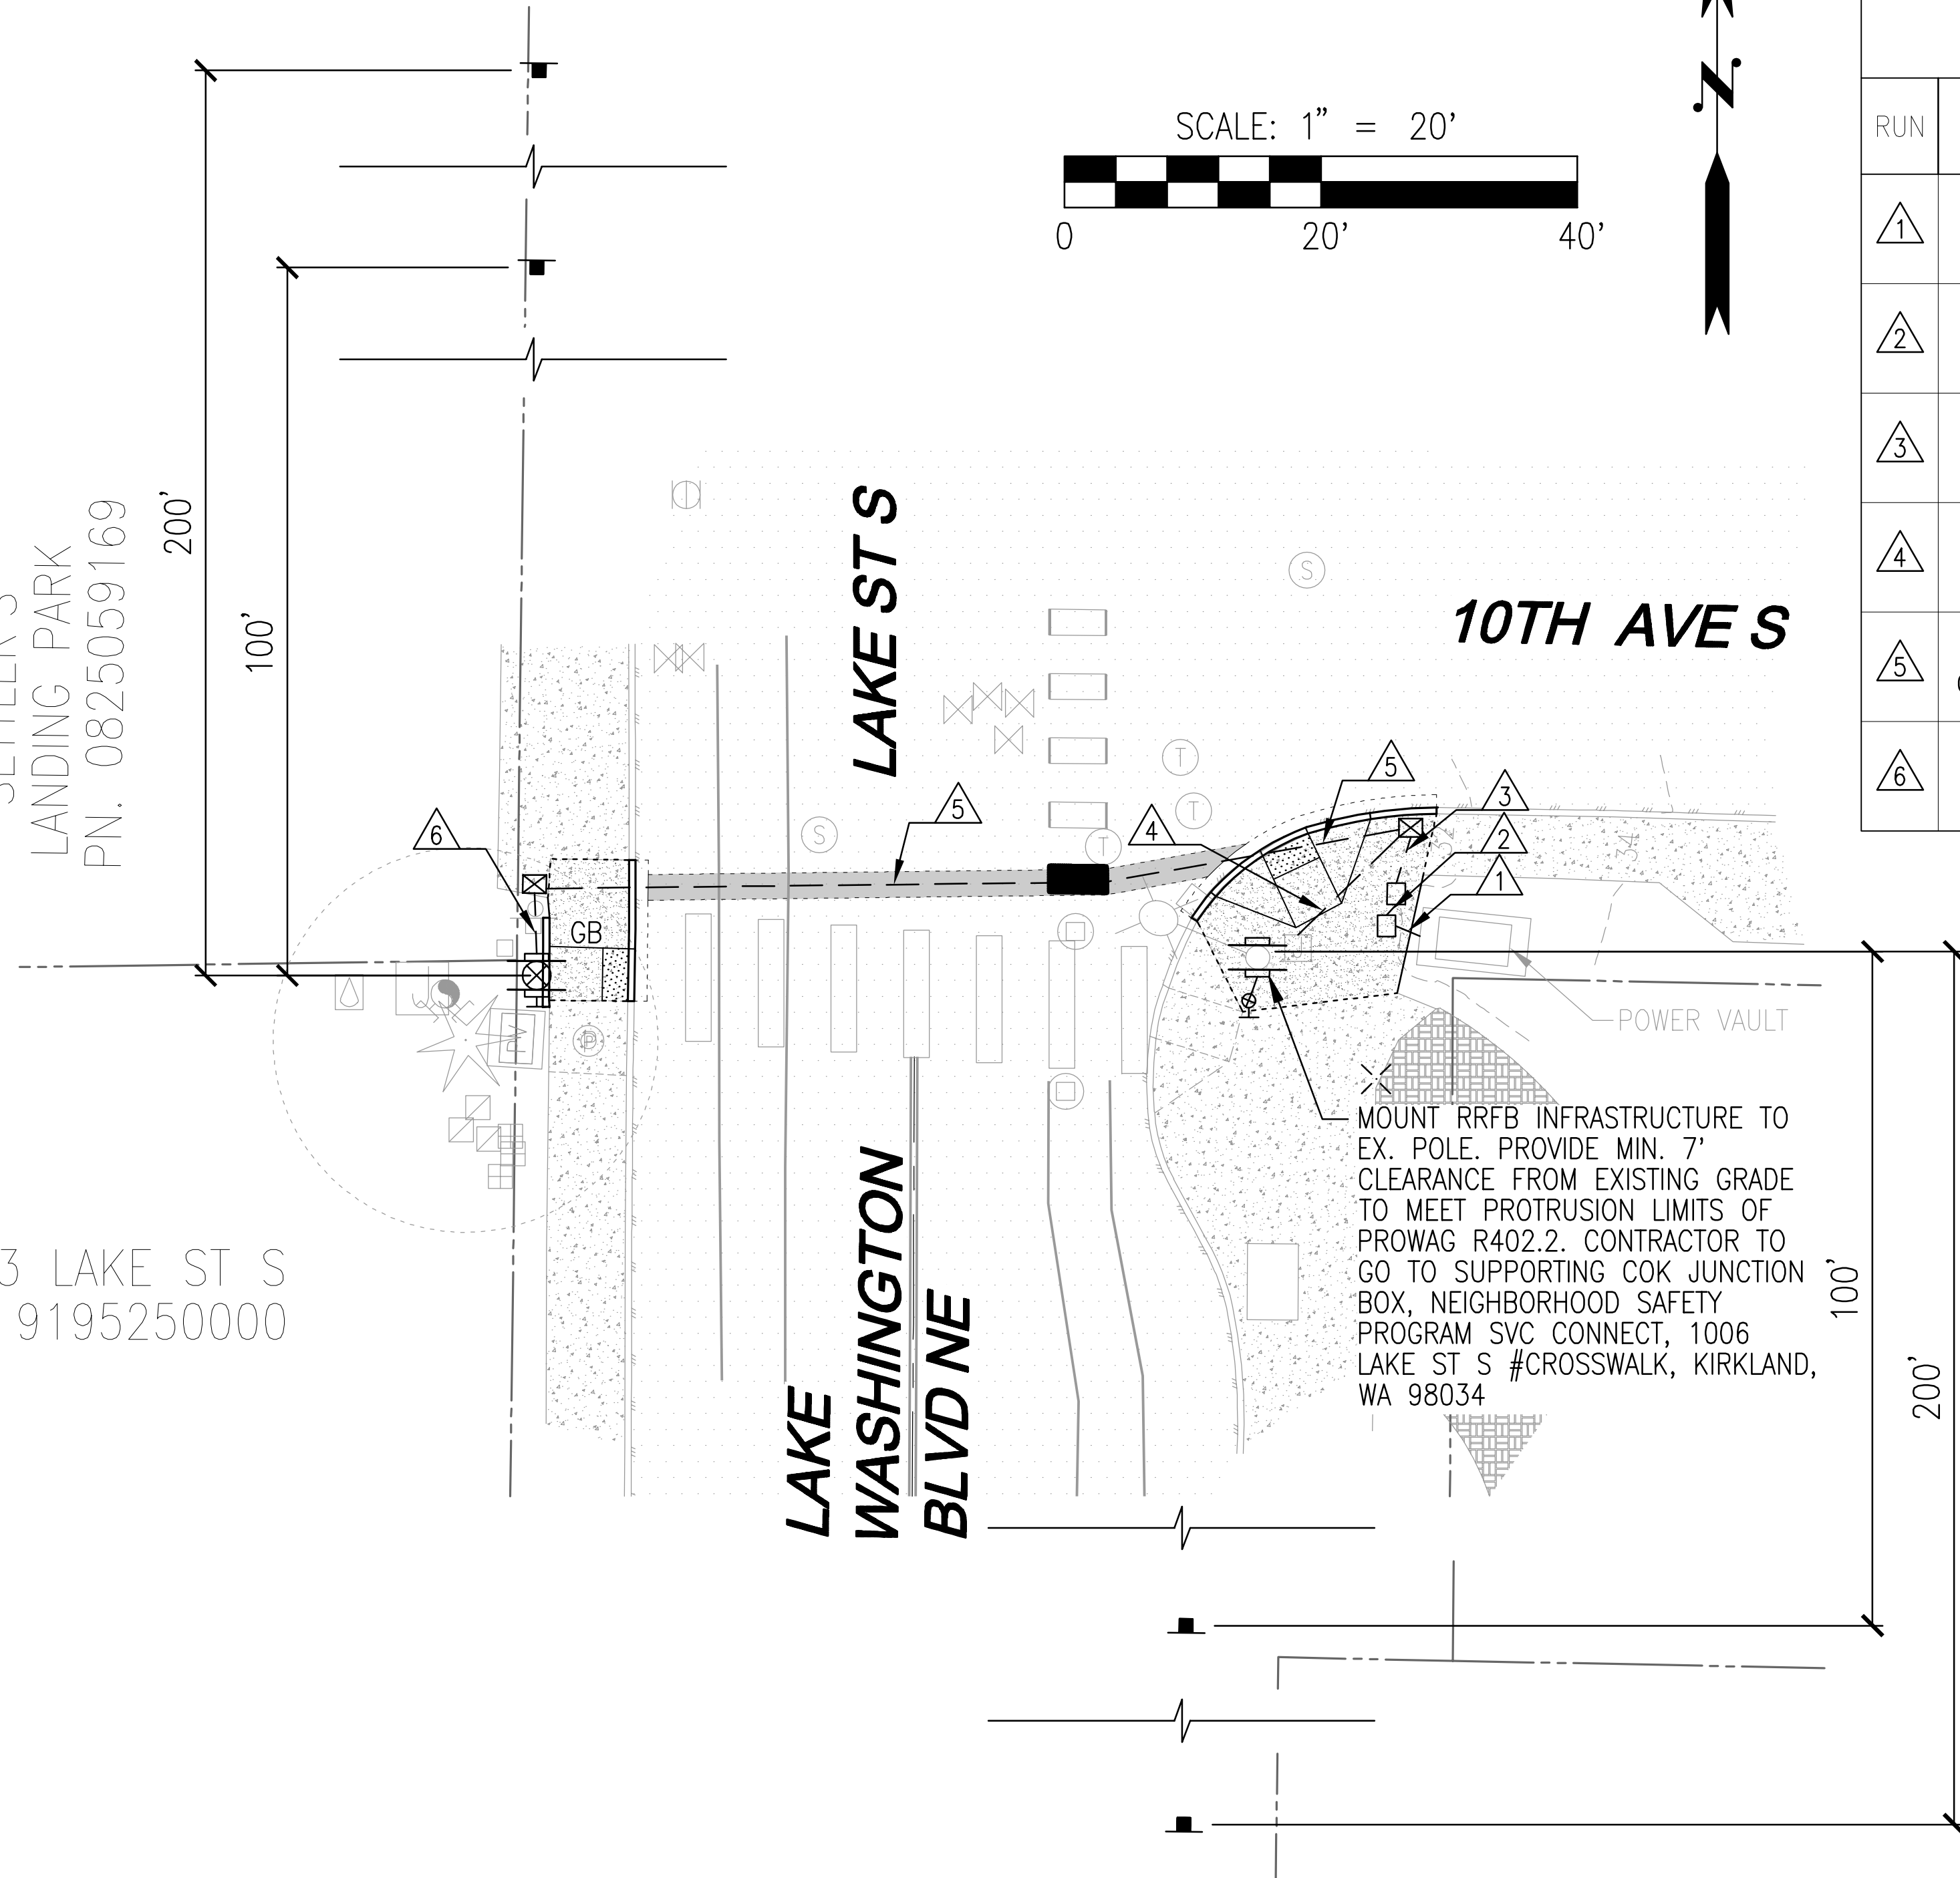 SCALE: 1" = 20'
0 20' 40'
N
RUN
1
2
3
4
5
6
200'
100'
LANDING PARK
PN. 0825059169
LAKE ST S
10TH AVE S
S
S
T
T
T
6
5
4
5
3
2
1
GB
J
PW
P
34
POWER VAULT
MOUNT RRFB INFRASTRUCTURE TO
EX. POLE. PROVIDE MIN. 7'
CLEARANCE FROM EXISTING GRADE
TO MEET PROTRUSION LIMITS OF
PROWAG R402.2. CONTRACTOR TO
GO TO SUPPORTING COK JUNCTION
BOX, NEIGHBORHOOD SAFETY
PROGRAM SVC CONNECT, 1006
LAKE ST S #CROSSWALK, KIRKLAND,
WA 98034
3 LAKE ST S
9195250000
LAKE
WASHINGTON
BLVD NE
100'
200'